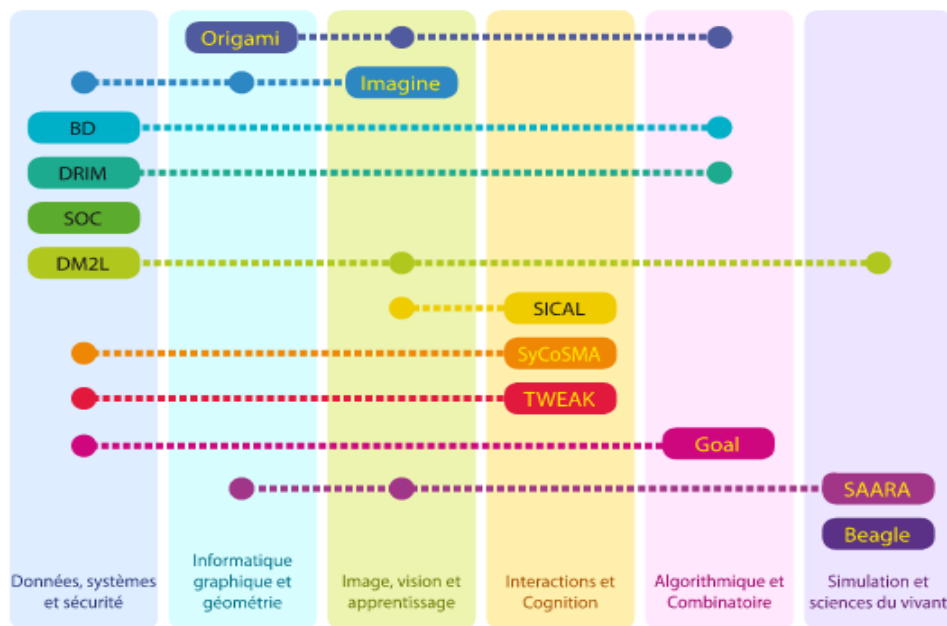 Origami
Imagine
BD
DRIM
SOC
DM2L
SICAL
SyCoSMA
TWEAK
Goal
SAARA
Beagle
Données, systèmes
et sécurité
Informatique
graphique et
géométrie
Image, vision et
apprentissage
Interactions et
Cognition
Algorithmique et
Combinatoire
Simulation et
sciences du vivant